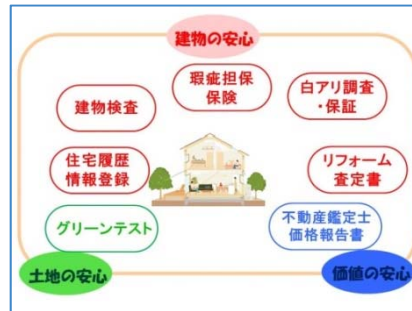 建物の安心
瑕疵担保
保険
建物検査
白アリ調査
・保証
住宅履歴
情報登録
リフォーム
査定書
グリーンテスト
不動産鑑定士
価格報告書
土地の安心
価値の安心